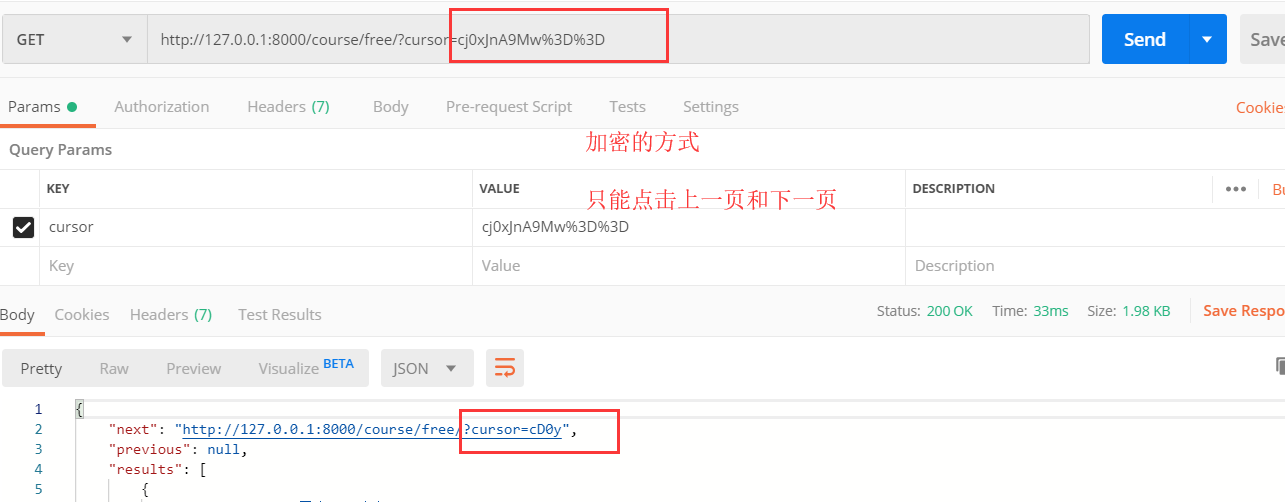 GET http://127.0.0.1:8000/course/free/?cursor=cj0xJnA9Mw%3D%3D Send Save
Params Authorization Headers (7) Body Pre-request Script Tests Settings Cookies
加密的方式
Query Params
KEY VALUE DESCRIPTION ••• Bu
只能点击上一页和下一页
cursor cj0xJnA9Mw%3D%3D
Key Value Description
Body Cookies Headers (7) Test Results Status: 200 OK Time: 33ms Size: 1.98 KB Save Respo
Pretty Raw Preview Visualize BETA JSON
1 {
2 "next": "http://127.0.0.1:8000/course/free/?cursor=cD0y",
3 "previous": null,
4 "results": [
5 {